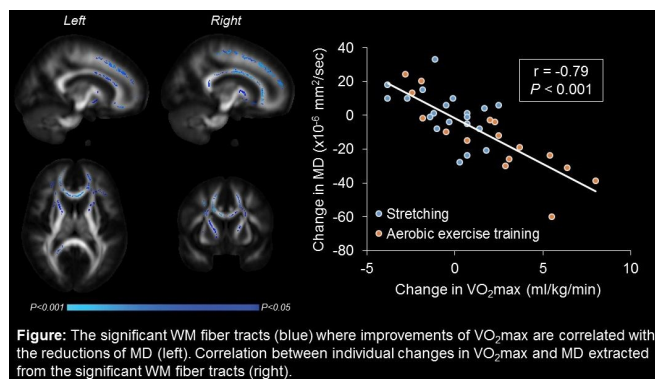 Left
Right
P<0.001
P<0.05
Change in MD (x10-6 mm2/sec)
40
20
0
-20
-40
-60
-80
r = -0.79
P < 0.001
Stretching
Aerobic exercise training
-5
0
5
10
Change in VO2max (ml/kg/min)
Figure: The significant WM fiber tracts (blue) where improvements of VO2max are correlated with
the reductions of MD (left). Correlation between individual changes in VO2max and MD extracted
from the significant WM fiber tracts (right).